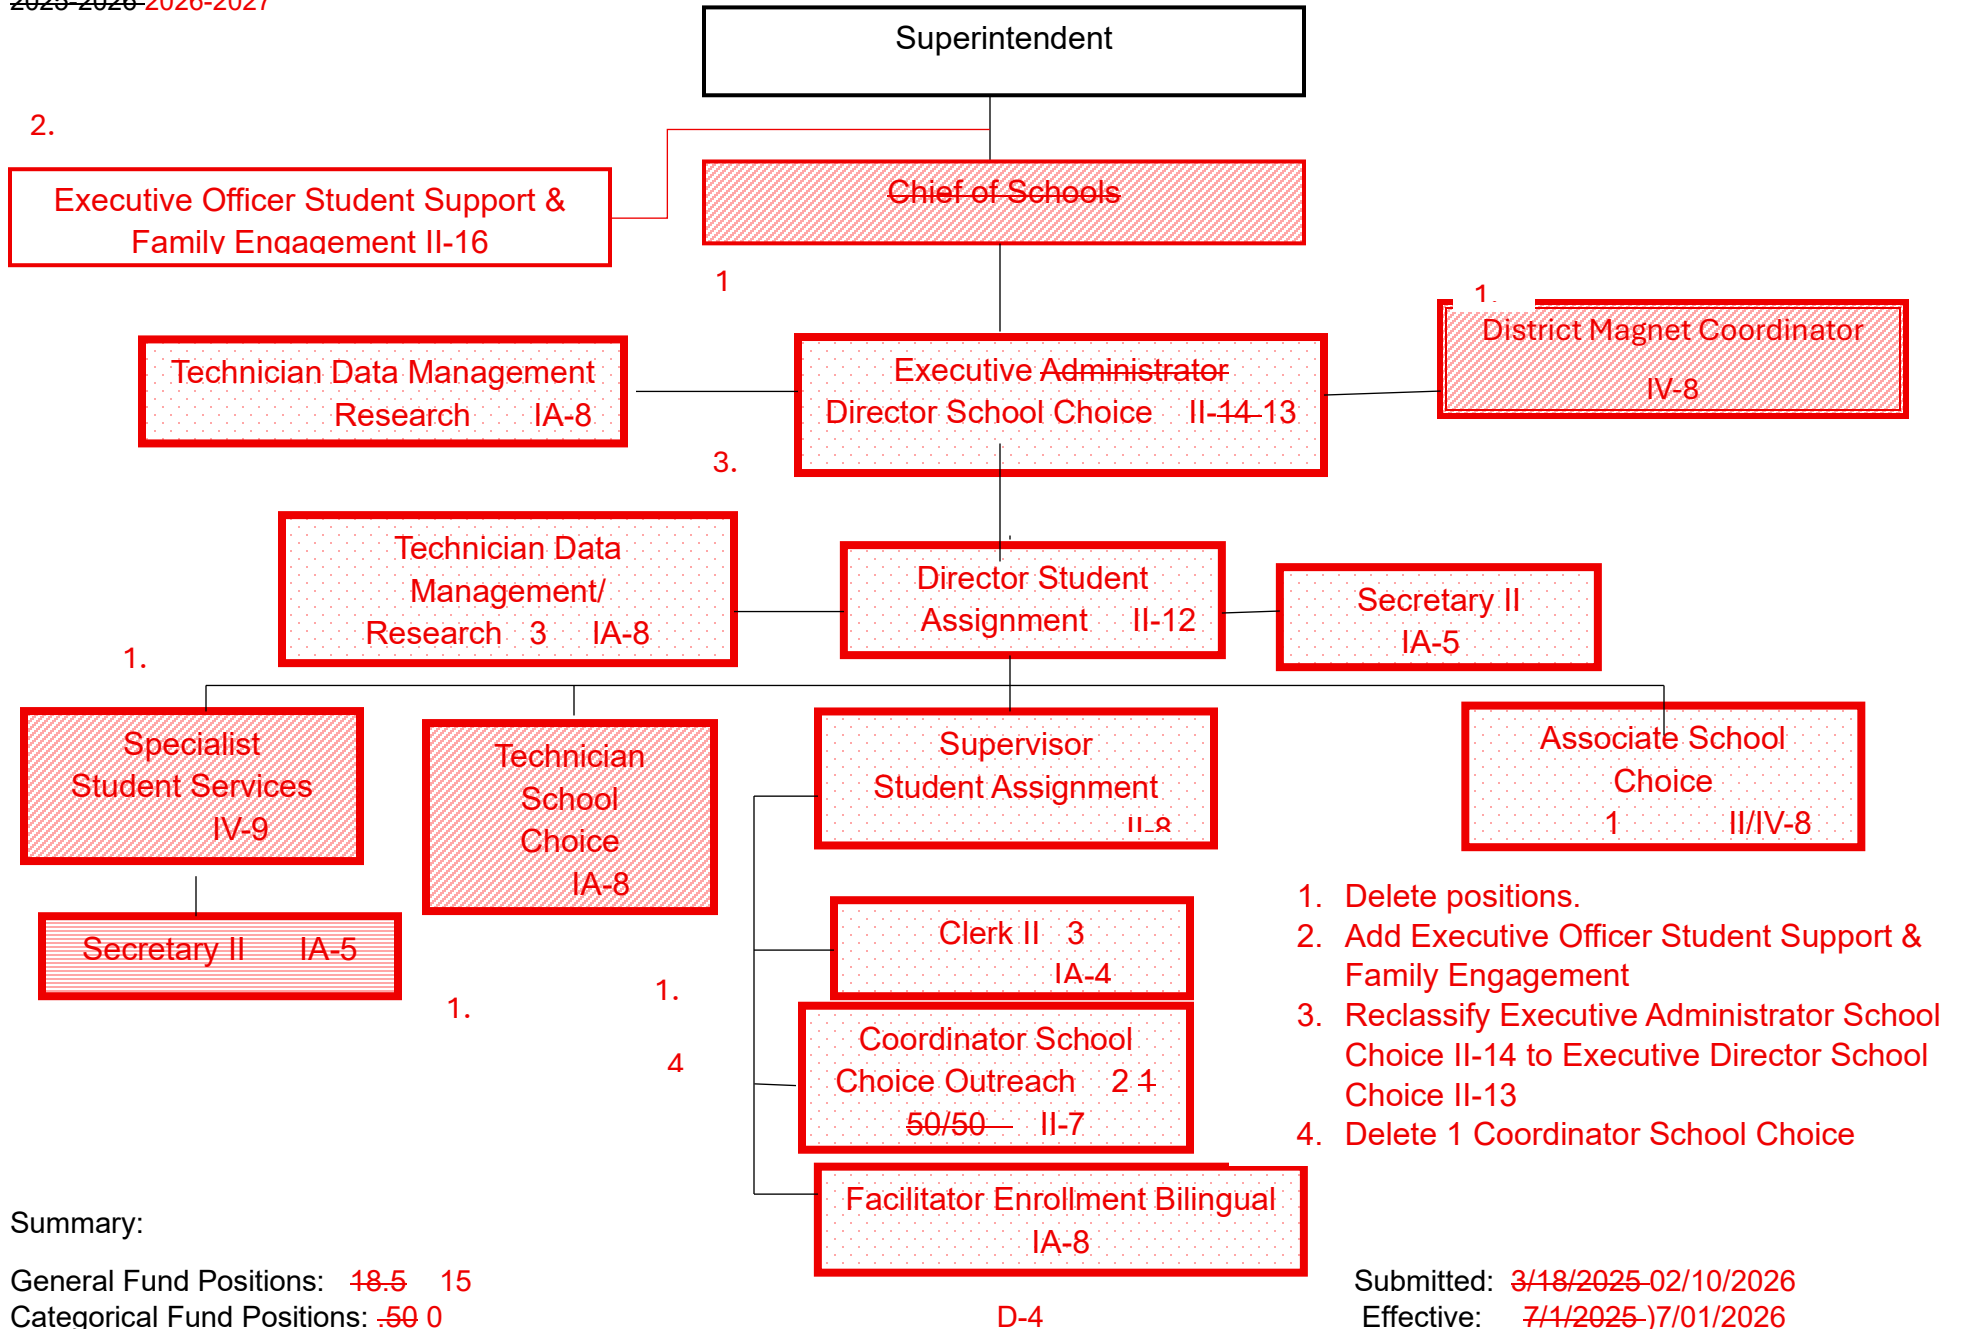 2025-2026 2026-2027
Superintendent
2.
Executive Officer Student Support &
Family Engagement II-16
Chief of Schools
1
1.
District Magnet Coordinator
IV-8
Technician Data Management
Research IA-8
Executive Administrator
Director School Choice II-14 13
3.
Technician Data
Management/
Research 3 IA-8
Director Student
Assignment II-12
Secretary II
IA-5
1.
Specialist
Student Services
IV-9
Technician
School
Choice
IA-8
Supervisor
Student Assignment
II-8
Associate School
Choice
1 II/IV-8
Secretary II IA-5
1.
1.
4
Clerk II 3
IA-4
Coordinator School
Choice Outreach 2 1
50/50 II-7
Facilitator Enrollment Bilingual
IA-8
1. Delete positions.
2. Add Executive Officer Student Support &
Family Engagement
3. Reclassify Executive Administrator School
Choice II-14 to Executive Director School
Choice II-13
4. Delete 1 Coordinator School Choice
Summary:
General Fund Positions: 18.5 15
Categorical Fund Positions: .50 0
D-4
Submitted: 3/18/2025 02/10/2026
Effective: 7/1/2025 )7/01/2026